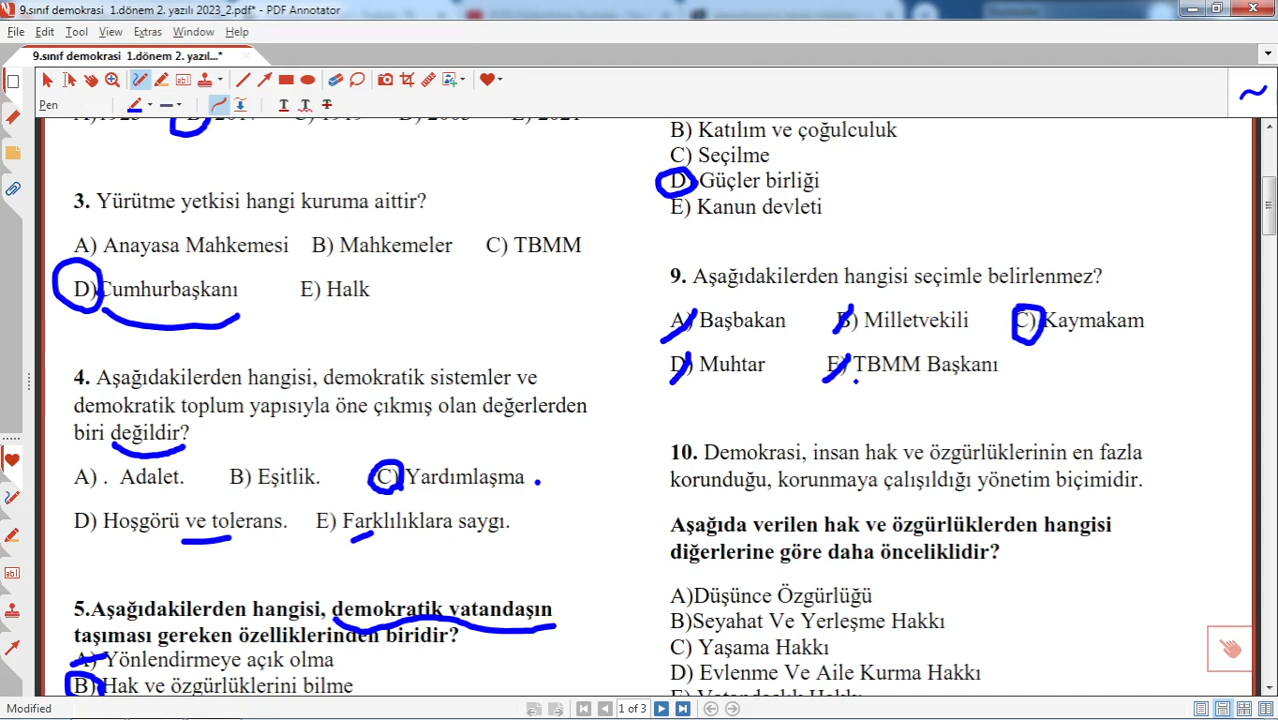 9.sınıf demokrasi 1.dönem 2. yazılı 2023_2.pdf* - PDF Annotator
File Edit Tool View Extras Window Help
9.sınıf demokrasi 1.dönem 2. yazıl...*
Pen
B) Katılım ve çoğulculuk
C) Seçilme
D) Güçler birliği
E) Kanun devleti
3. Yürütme yetkisi hangi kuruma aittir?
A) Anayasa Mahkemesi B) Mahkemeler C) TBMM
D) Cumhurbaşkanı E) Halk
4. Aşağıdakilerden hangisi, demokratik sistemler ve
demokratik toplum yapısıyla öne çıkmış olan değerlerden
biri değildir?
A) . Adalet. B) Eşitlik. C) Yardımlaşma
D) Hoşgörü ve tolerans. E) Farklılıklara saygı.
5.Aşağıdakilerden hangisi, demokratik vatandaşın
taşıması gereken özelliklerinden biridir?
A) Yönlendirmeye açık olma
B) Hak ve özgürlüklerini bilme
9. Aşağıdakilerden hangisi seçimle belirlenmez?
A) Başbakan B) Milletvekili C) Kaymakam
D) Muhtar E) TBMM Başkanı
10. Demokrasi, insan hak ve özgürlüklerinin en fazla
korunduğu, korunmaya çalışıldığı yönetim biçimidir.
Aşağıda verilen hak ve özgürlüklerden hangisi
diğerlerine göre daha önceliklidir?
A)Düşünce Özgürlüğü
B)Seyahat Ve Yerleşme Hakkı
C) Yaşama Hakkı
D) Evlenme Ve Aile Kurma Hakkı
Modified
1 of 3